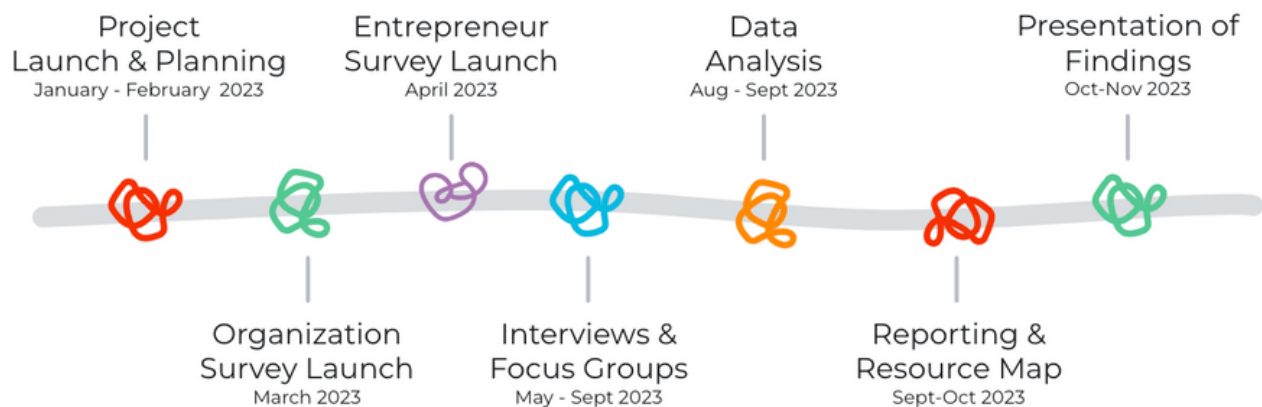 Project
Launch & Planning
January - February 2023
Organization
Survey Launch
March 2023
Entrepreneur
Survey Launch
April 2023
Interviews &
Focus Groups
May - Sept 2023
Data
Analysis
Aug - Sept 2023
Reporting &
Resource Map
Sept-Oct 2023
Presentation of
Findings
Oct-Nov 2023